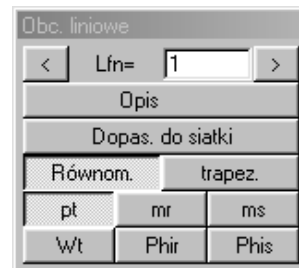 Obc. liniowe
< Lfn= 1 >
Opis
Dopas. do siatki
Równom. trapez.
pt mr ms
Wt Phir Phis